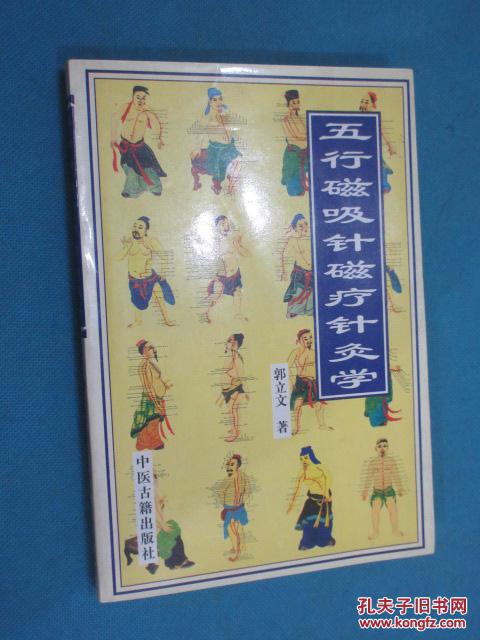 五行磁吸针磁疗针灸学
郭立文 著
中医古籍出版社
孔夫子旧书网
www.kongfz.com